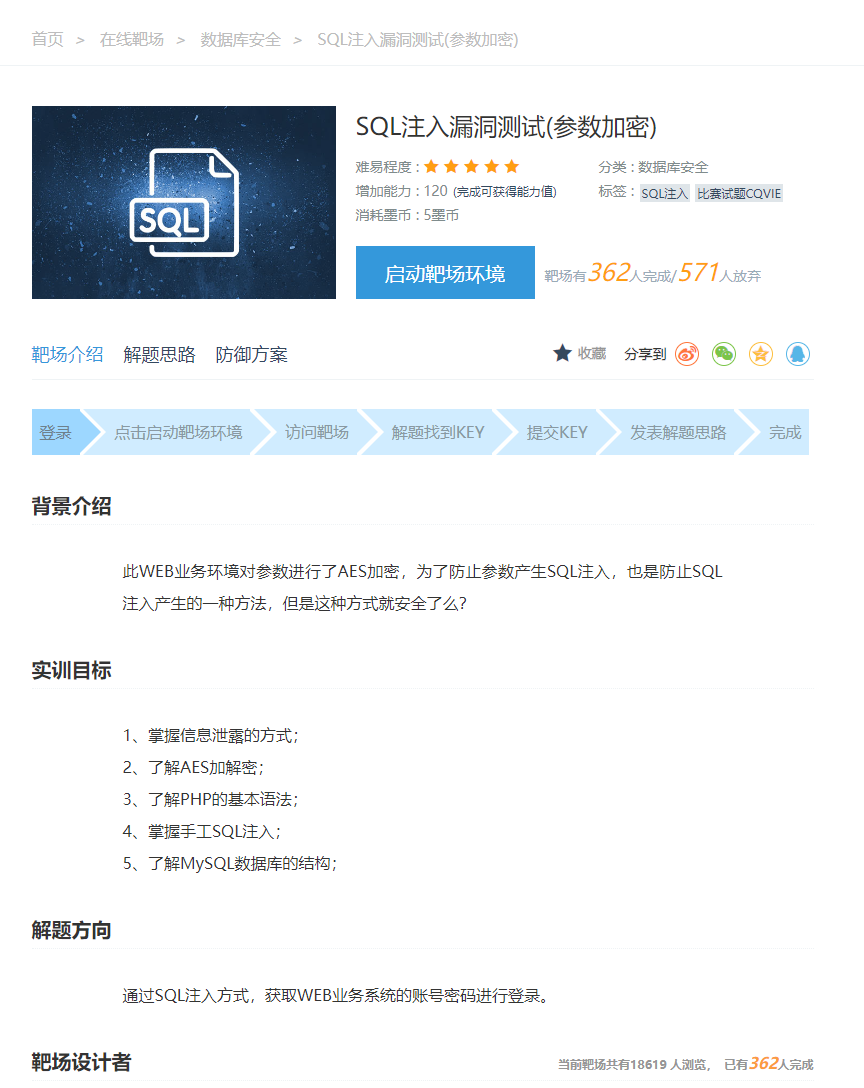 首页 > 在线靶场 > 数据库安全 > SQL注入漏洞测试(参数加密)
SQL
SQL注入漏洞测试(参数加密)
难易程度 : 分类 : 数据库安全
增加能力 : 120 (完成可获得能力值) 标签 : SQL注入 比赛试题CQVIE
消耗墨币 : 5墨币
启动靶场环境 靶场有362人完成/571人放弃
靶场介绍 解题思路 防御方案 收藏 分享到
登录 点击启动靶场环境 访问靶场 解题找到KEY 提交KEY 发表解题思路 完成
背景介绍
此WEB业务环境对参数进行了AES加密，为了防止参数产生SQL注入，也是防止SQL
注入产生的一种方法，但是这种方式就安全了么？
实训目标
1、掌握信息泄露的方式；
2、了解AES加解密；
3、了解PHP的基本语法；
4、掌握手工SQL注入；
5、了解MySQL数据库的结构；
解题方向
通过SQL注入方式，获取WEB业务系统的账号密码进行登录。
靶场设计者 当前靶场共有18619 人浏览， 已有362人完成